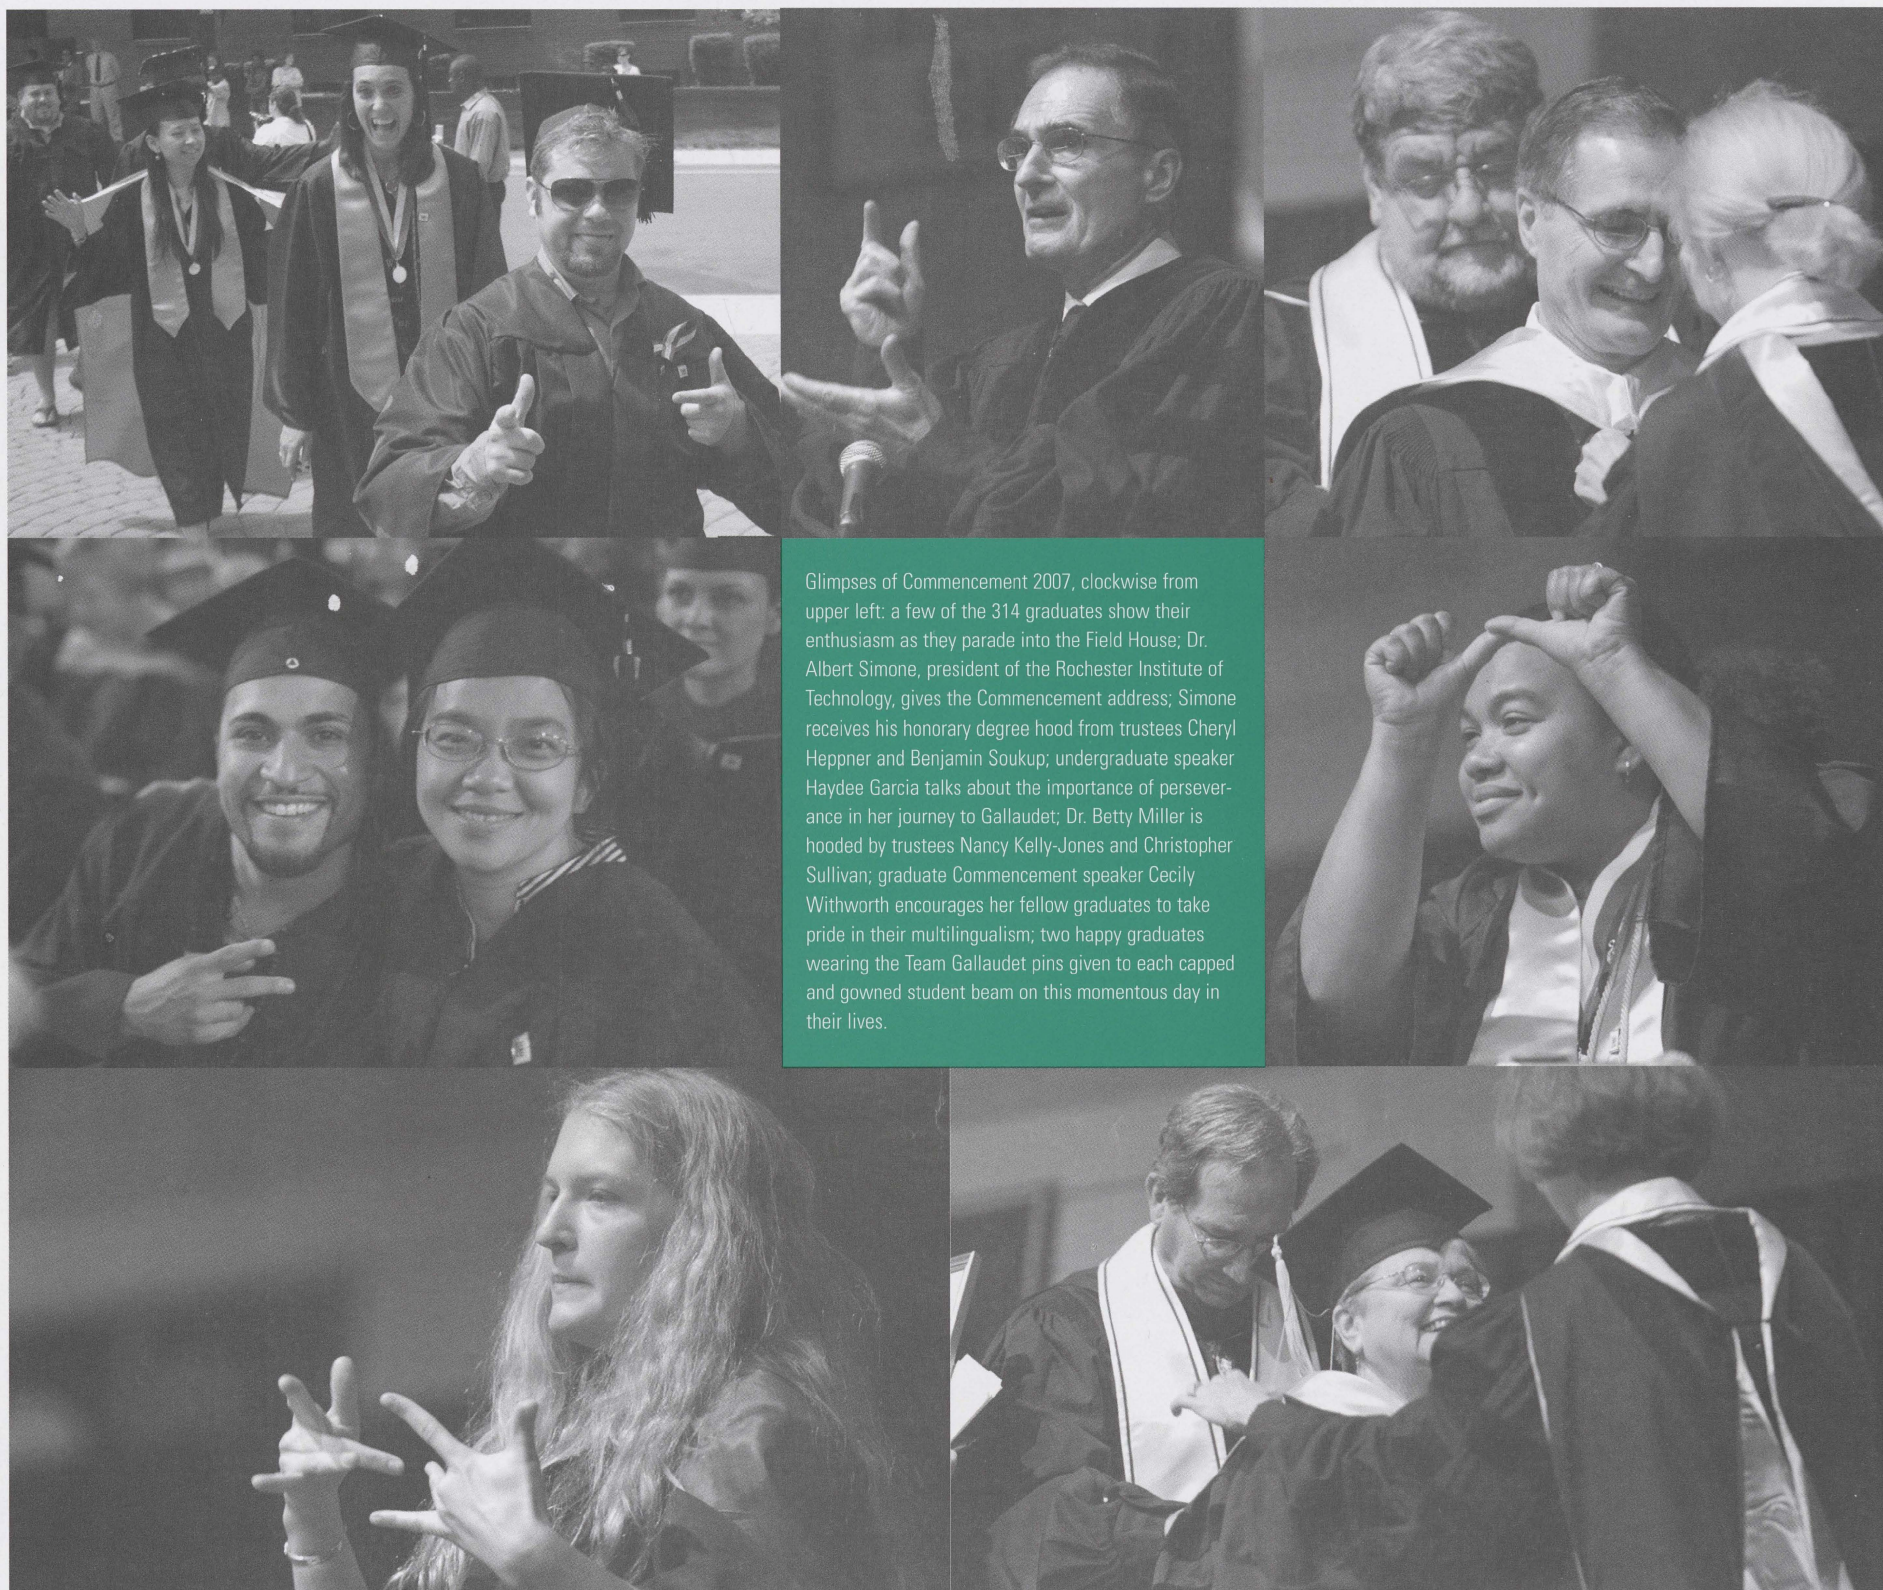 Glimpses of Commencement 2007, clockwise from
upper left: a few of the 314 graduates show their
enthusiasm as they parade into the Field House; Dr.
Albert Simone, president of the Rochester Institute of
Technology, gives the Commencement address; Simone
receives his honorary degree hood from trustees Cheryl
Heppner and Benjamin Soukup; undergraduate speaker
Haydee Garcia talks about the importance of persever-
ance in her journey to Gallaudet; Dr. Betty Miller is
hooded by trustees Nancy Kelly-Jones and Christopher
Sullivan; graduate Commencement speaker Cecily
Withworth encourages her fellow graduates to take
pride in their multilingualism; two happy graduates
wearing the Team Gallaudet pins given to each capped
and gowned student beam on this momentous day in
their lives.